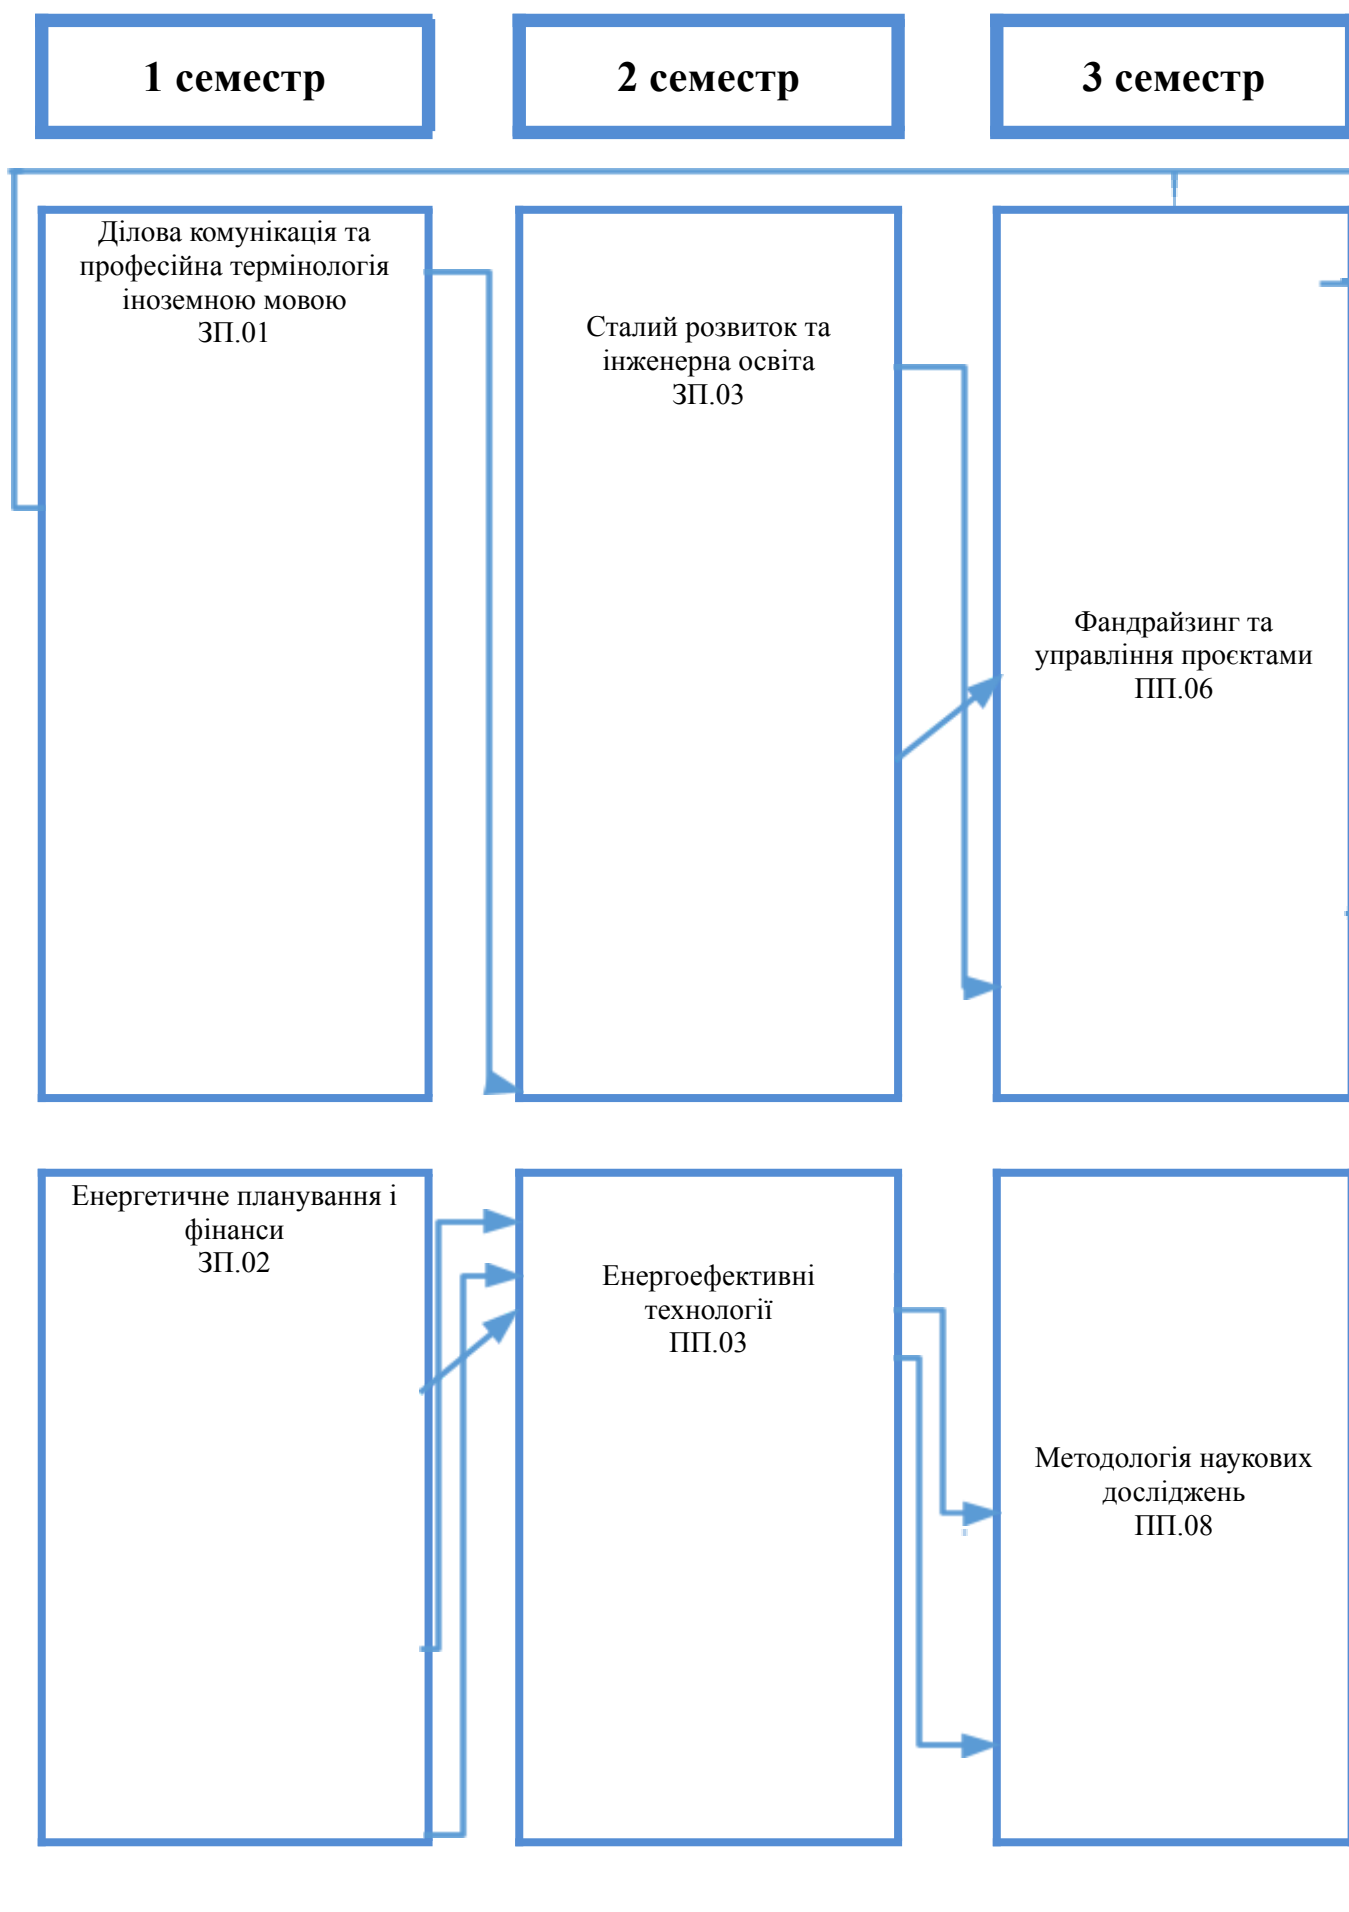 1 семестр
2 семестр
3 семестр
Ділова комунікація та
професійна термінологія
іноземною мовою
ЗП.01
Сталий розвиток та
інженерна освіта
ЗП.03
Фандрайзинг та
управління проєктами
ПП.06
Енергетичне планування і
фінанси
ЗП.02
Енергоефективні
технології
ПП.03
Методологія наукових
досліджень
ПП.08